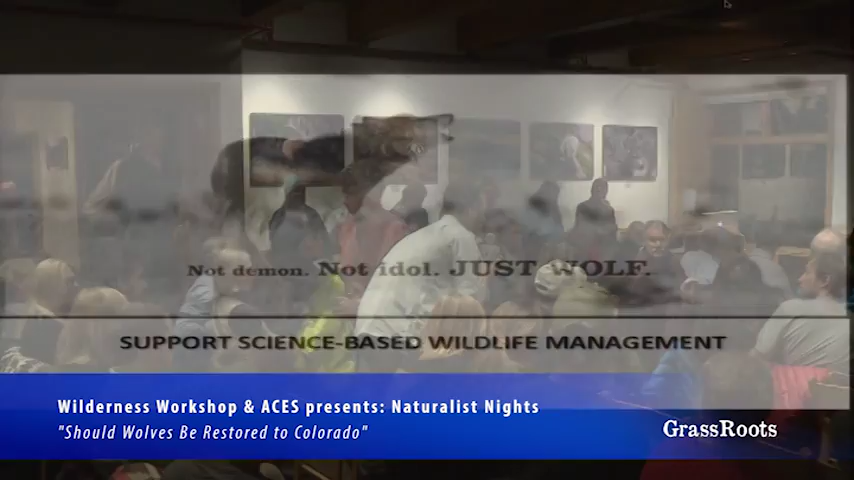 Not demon. Not idol. JUST WOLF.
SUPPORT SCIENCE-BASED WILDLIFE MANAGEMENT
Wilderness Workshop & ACES presents: Naturalist Nights
"Should Wolves Be Restored to Colorado"
GrassRoots